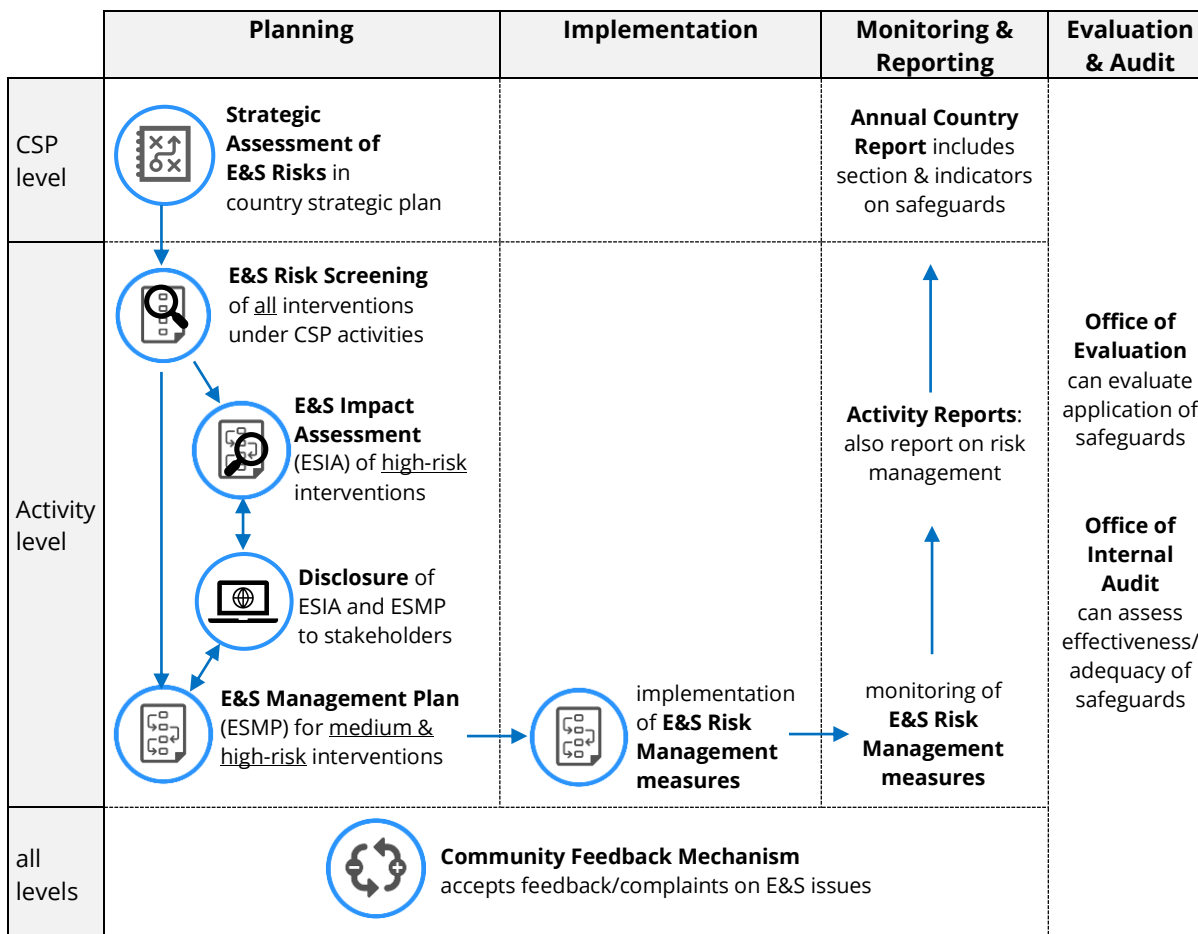 Planning
Implementation
Monitoring &
Reporting
Evaluation
& Audit
CSP
level
Strategic
Assessment of
E&S Risks in
country strategic plan
Annual Country
Report includes
section & indicators
on safeguards
Activity
level
E&S Risk Screening
of all interventions
under CSP activities
E&S Impact
Assessment
(ESIA) of high-risk
interventions
Disclosure of
ESIA and ESMP
to stakeholders
E&S Management Plan
(ESMP) for medium &
high-risk interventions
implementation
of E&S Risk
Management
measures
monitoring of
E&S Risk
Management
measures
Activity Reports:
also report on risk
management
Office of
Evaluation
can evaluate
application of
safeguards
Office of
Internal
Audit
can assess
effectiveness/
adequacy of
safeguards
all
levels
Community Feedback Mechanism
accepts feedback/complaints on E&S issues